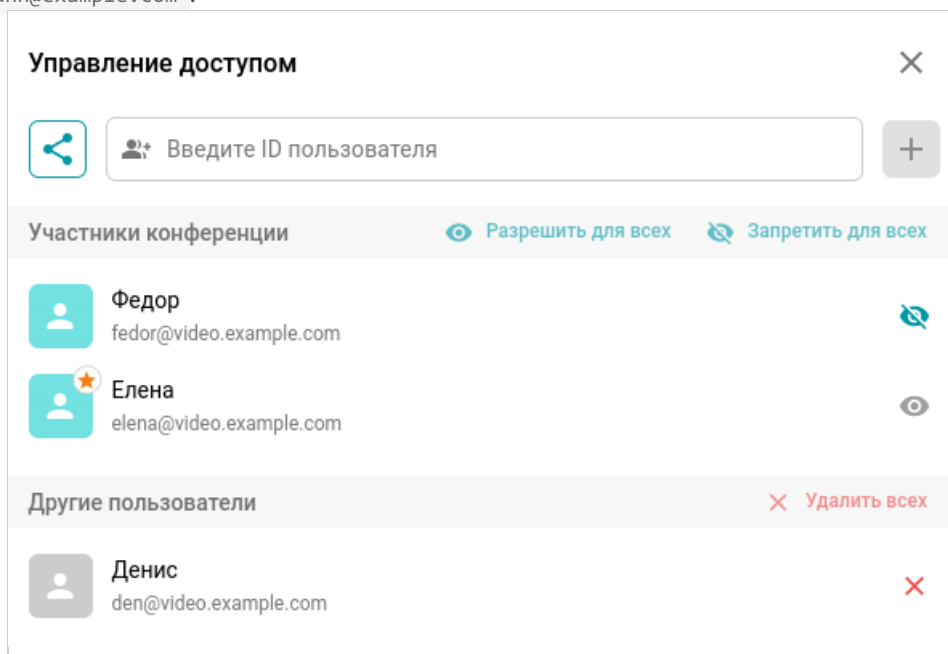 Управление доступом
Введите ID пользователя
Участники конференции Разрешить для всех Запретить для всех
Федор
fedor@video.example.com
Елена
elena@video.example.com
Другие пользователи Удалить всех
Денис
den@video.example.com